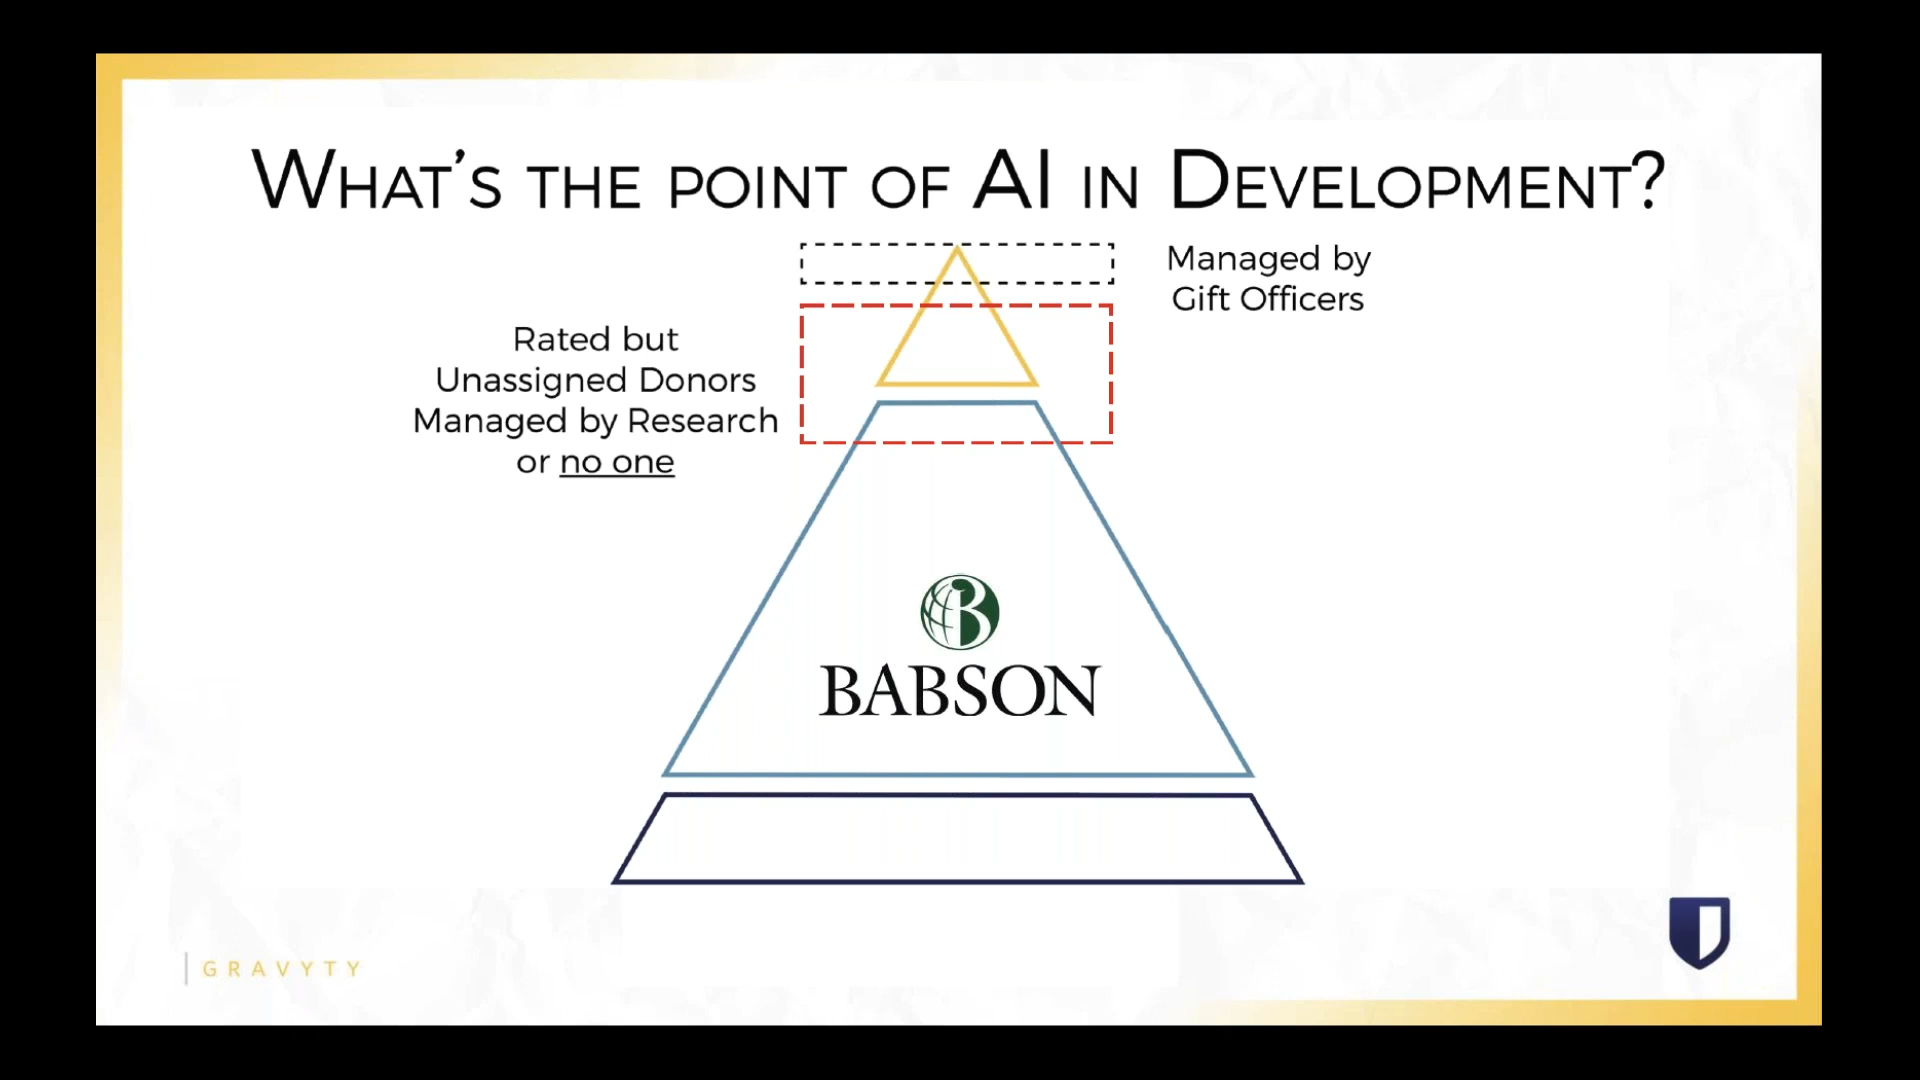 What's the point of AI in Development?
Managed by
Gift Officers
Rated but
Unassigned Donors
Managed by Research
or no one
BABSON
GRAVYTY